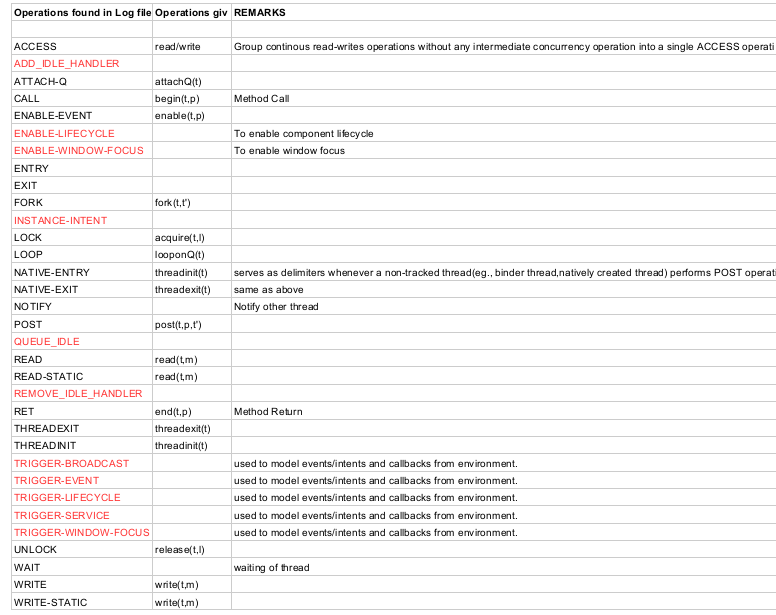 Operations found in Log file Operations giv REMARKS
ACCESS read/write Group continous read-writes operations without any intermediate concurrency operation into a single ACCESS operati
ADD_IDLE_HANDLER
ATTACH-Q attachQ(t)
CALL begin(t,p) Method Call
ENABLE-EVENT enable(t,p)
ENABLE-LIFECYCLE To enable component lifecycle
ENABLE-WINDOW-FOCUS To enable window focus
ENTRY
EXIT
FORK fork(t,t')
INSTANCE-INTENT
LOCK acquire(t,l)
LOOP looponQ(t)
NATIVE-ENTRY threadinit(t) serves as delimiters whenever a non-tracked thread(eg., binder thread,natively created thread) performs POST operati
NATIVE-EXIT threadexit(t) same as above
NOTIFY Notify other thread
POST post(t,p,t')
QUEUE_IDLE
READ read(t,m)
READ-STATIC read(t,m)
REMOVE_IDLE_HANDLER
RET end(t,p) Method Return
THREADEXIT threadexit(t)
THREADINIT threadinit(t)
TRIGGER-BROADCAST used to model events/intents and callbacks from environment.
TRIGGER-EVENT used to model events/intents and callbacks from environment.
TRIGGER-LIFECYCLE used to model events/intents and callbacks from environment.
TRIGGER-SERVICE used to model events/intents and callbacks from environment.
TRIGGER-WINDOW-FOCUS used to model events/intents and callbacks from environment.
UNLOCK release(t,l)
WAIT waiting of thread
WRITE write(t,m)
WRITE-STATIC write(t,m)